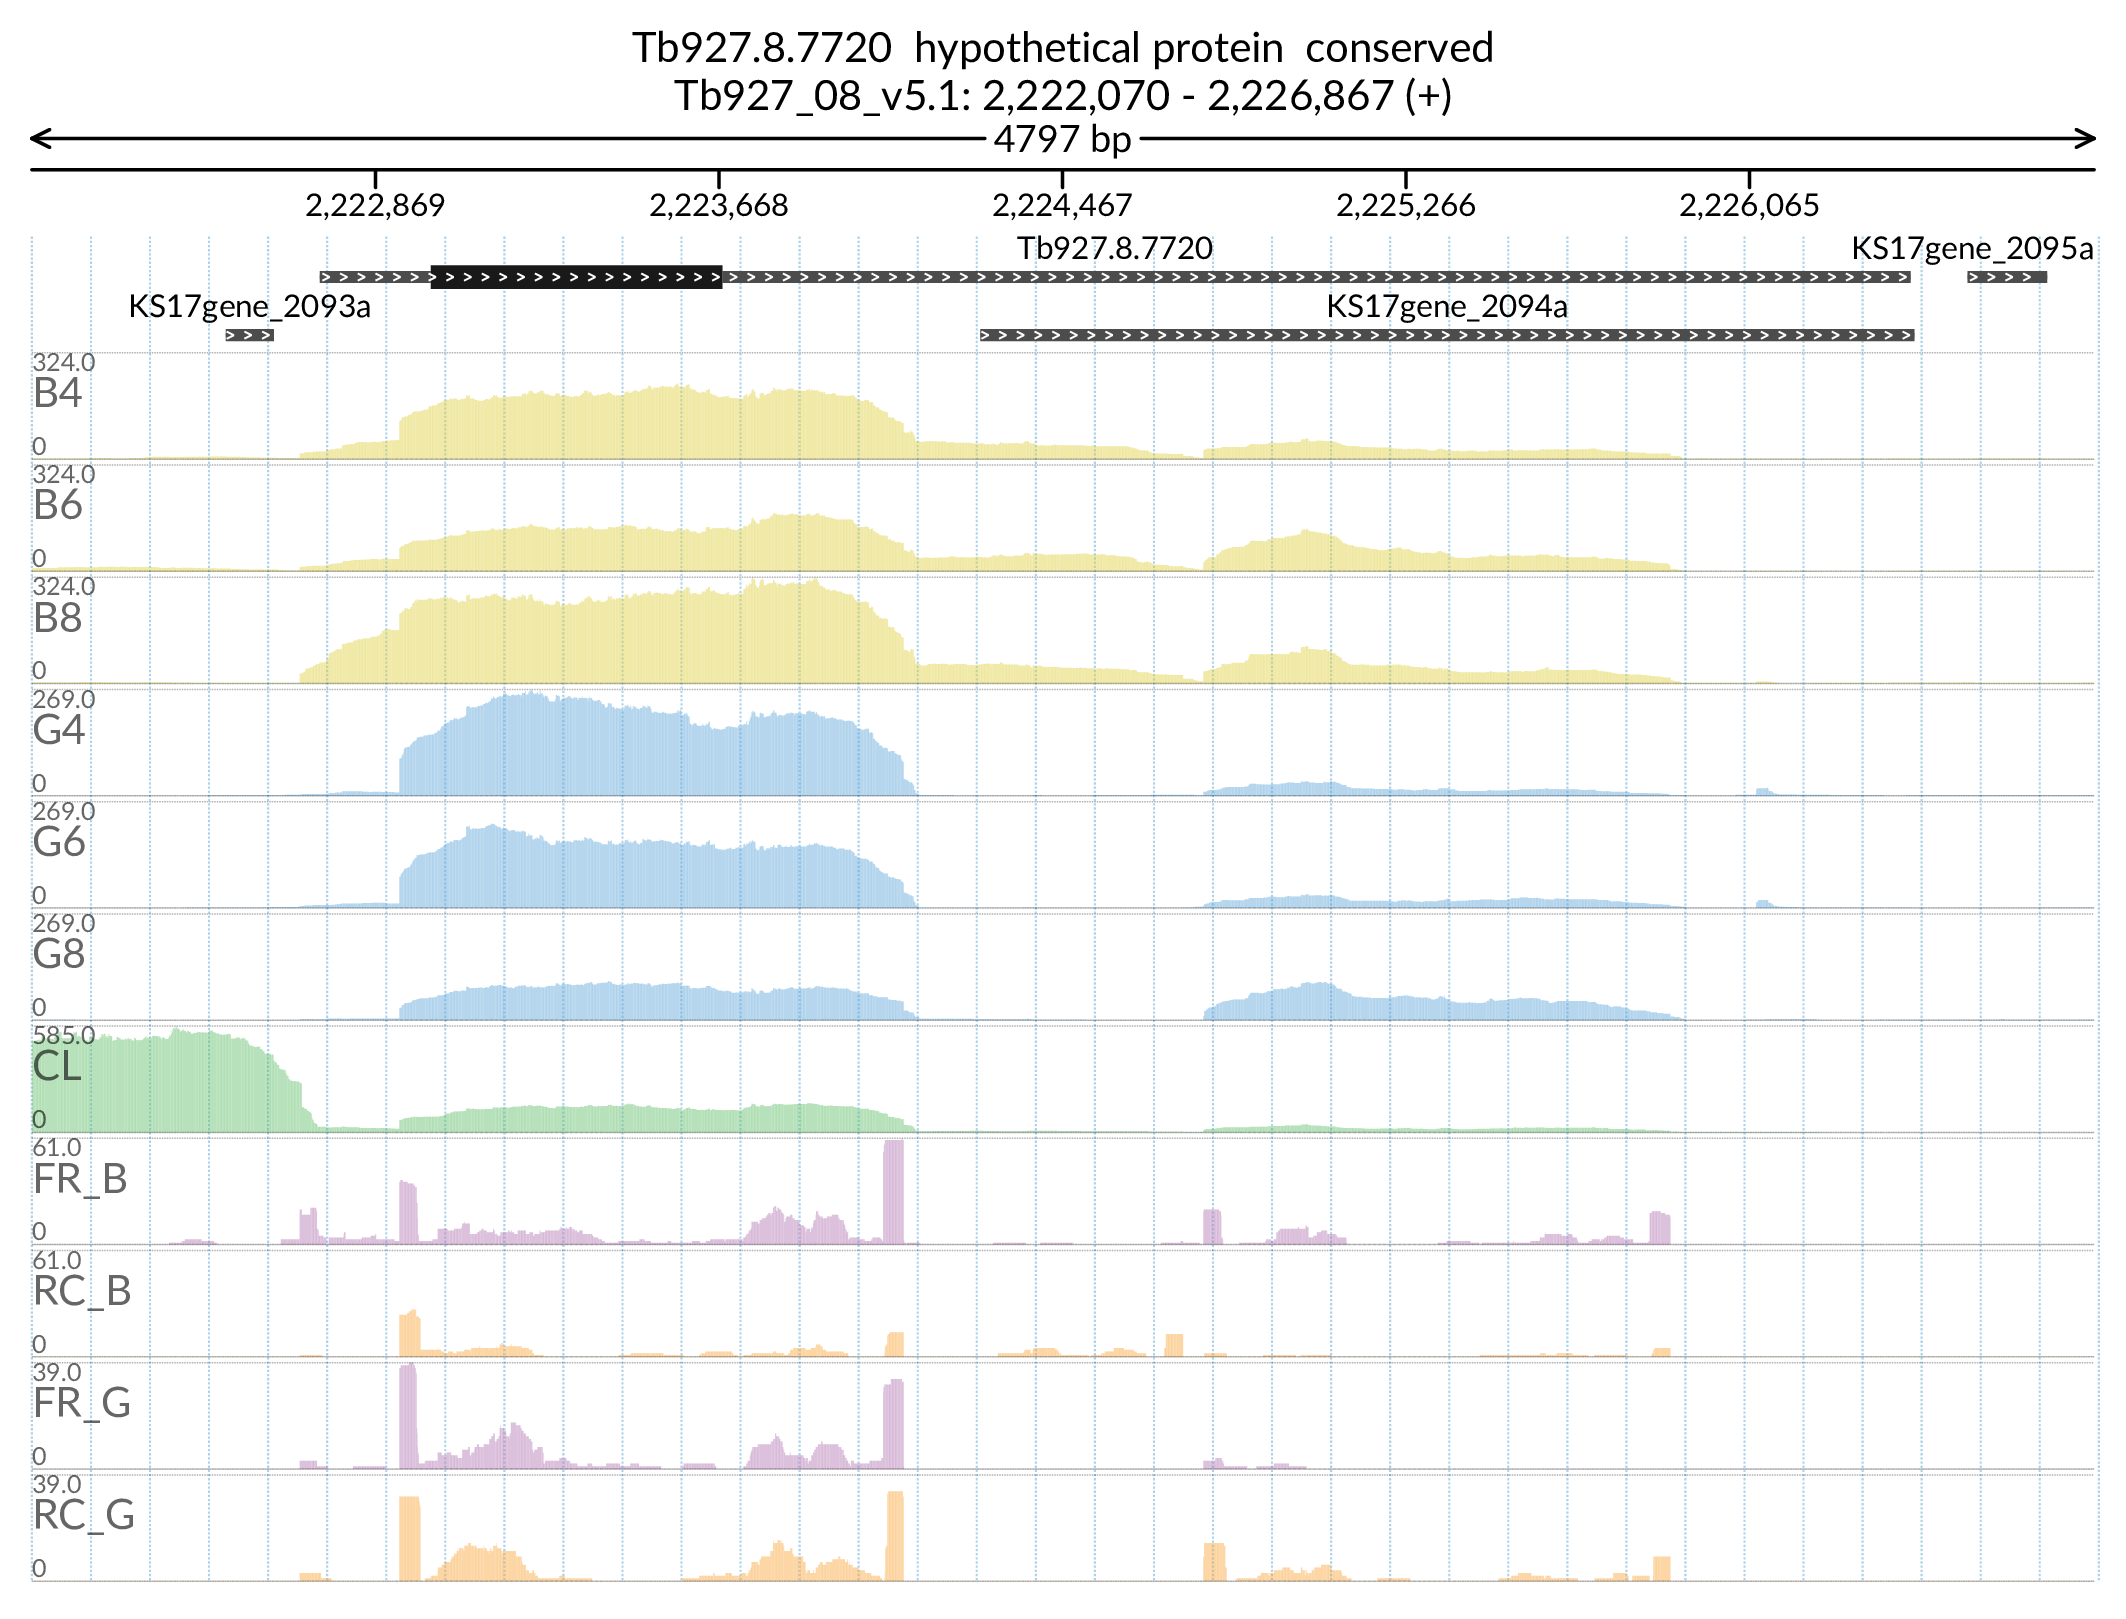 Tb927.8.7720  hypothetical protein  conserved
Tb927_08_v5.1: 2,222,070 - 2,226,867 (+)
4797 bp
2,222,869 2,223,668 2,224,467 2,225,266 2,226,065
Tb927.8.7720 KS17gene_2095a
KS17gene_2093a KS17gene_2094a
324.0
B4
0
324.0
B6
0
324.0
B8
0
269.0
G4
0
269.0
G6
0
269.0
G8
0
585.0
CL
0
61.0
FR_B
0
61.0
RC_B
0
39.0
FR_G
0
39.0
RC_G
0